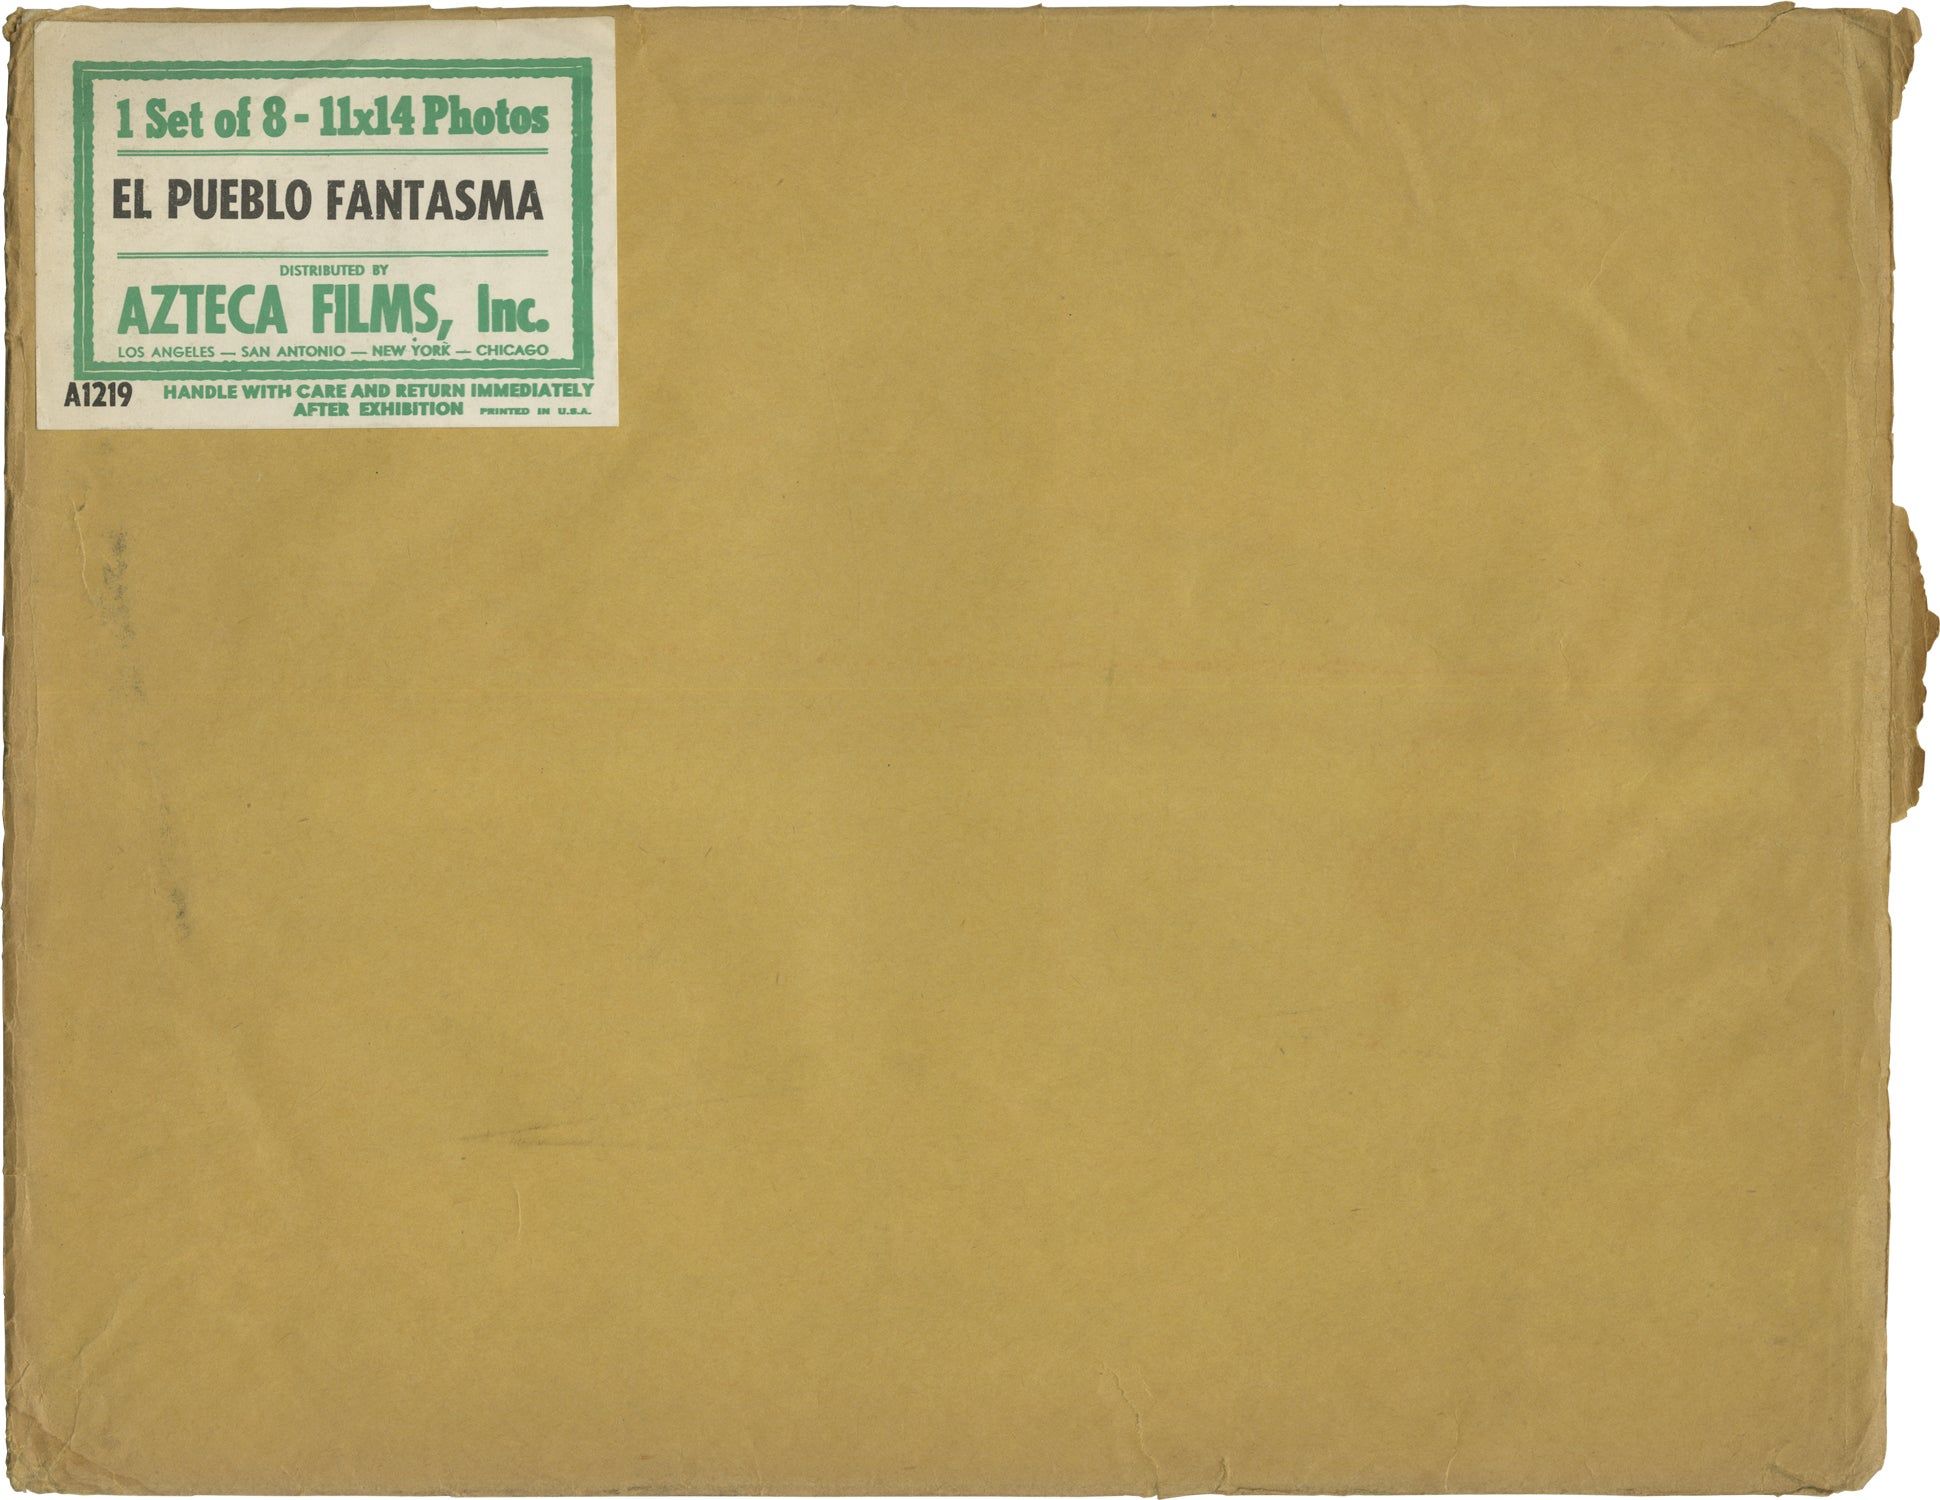 1 Set of 8 - 11x14 Photos
EL PUEBLO FANTASMA
DISTRIBUTED BY
AZTECA FILMS, Inc.
LOS ANGELES — SAN ANTONIO — NEW YORK — CHICAGO
A1219 HANDLE WITH CARE AND RETURN IMMEDIATELY
AFTER EXHIBITION PRINTED IN U.S.A.